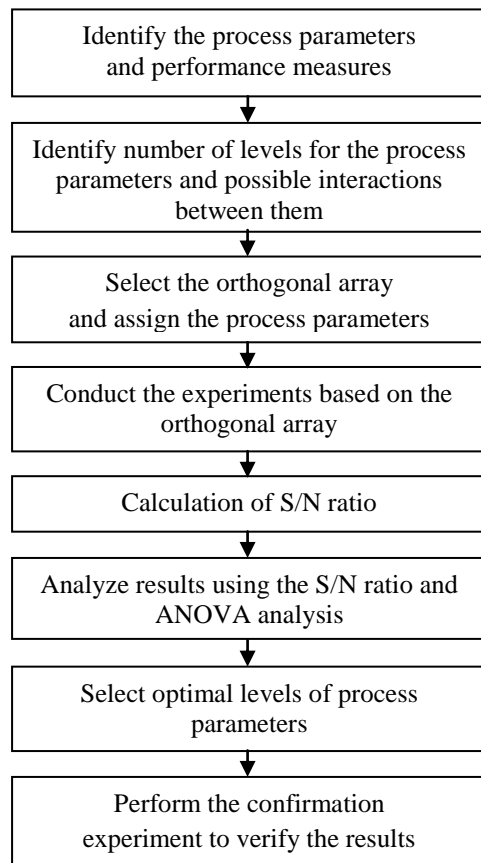 Identify the process parameters
and performance measures
Identify number of levels for the process
parameters and possible interactions
between them
Select the orthogonal array
and assign the process parameters
Conduct the experiments based on the
orthogonal array
Calculation of S/N ratio
Analyze results using the S/N ratio and
ANOVA analysis
Select optimal levels of process
parameters
Perform the confirmation
experiment to verify the results